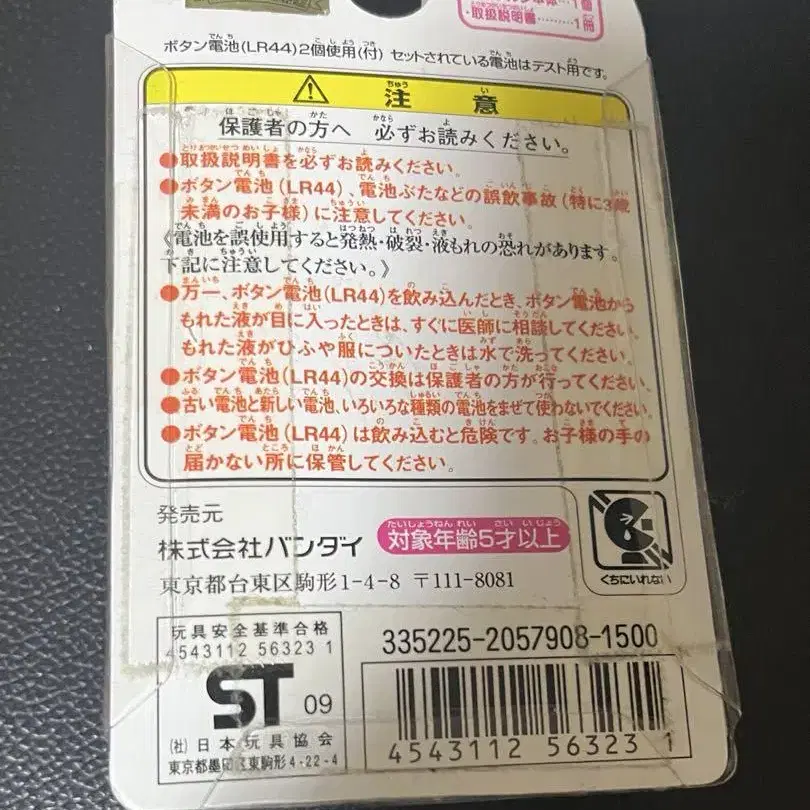 本体…1個
・取扱説明書………1冊
ボタン電池(LR44)2個使用(付) セットされている電池はテスト用です。
注意
保護者の方へ 必ずお読みください。
●取扱説明書を必ずお読みください。
●ボタン電池(LR44)、電池ぶたなどの誤飲事故(特に3歳
未満のお子様)に注意してください。
《電池を誤使用すると発熱・破裂・液もれの恐れがあります。
下記に注意してください。》
●万一、ボタン電池(LR44)を飲み込んだとき、ボタン電池から
もれた液が目に入ったときは、すぐに医師に相談してください。
もれた液がひふや服についたときは水で洗ってください。
●ボタン電池(LR44)の交換は保護者の方が行ってください。
●古い電池と新しい電池、いろいろな種類の電池をまぜて使わないでください。
●ボタン電池(LR44)は飲み込むと危険です。お子様の手の
届かない所に保管してください。
発売元
株式会社バンダイ
対象年齢5才以上
東京都台東区駒形1-4-8 〒111-8081
くちにいれない
玩具安全基準合格
4543112 56323 1
ST 09
(社)日本玩具協会
東京都墨田区東駒形4-22-4
335225-2057908-1500
4543112 563231